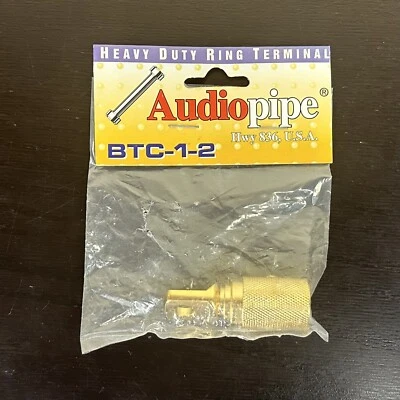 HEAVY DUTY RING TERMINAL
Audiopipe®
Hwy 836, U.S.A.
BTC-1-2